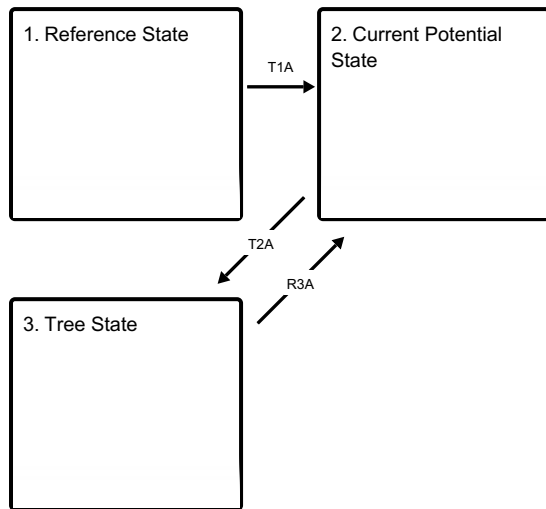 1. Reference State
2. Current Potential
State
T1A
T2A
R3A
3. Tree State